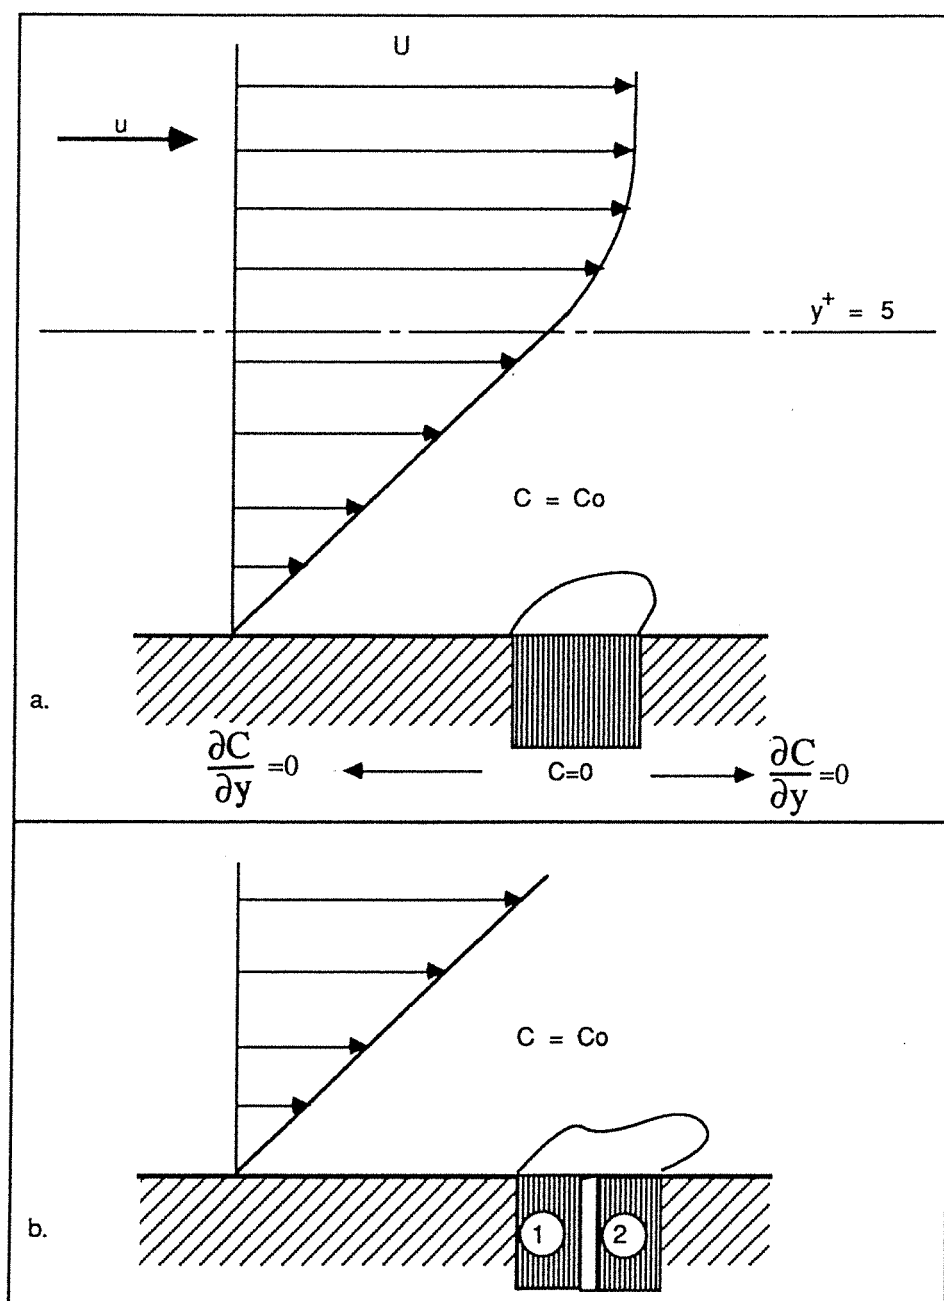 U
u
y⁺ = 5
C = Co
a.
∂C/∂y =0
C=0
∂C/∂y =0
C = Co
b.
1
2